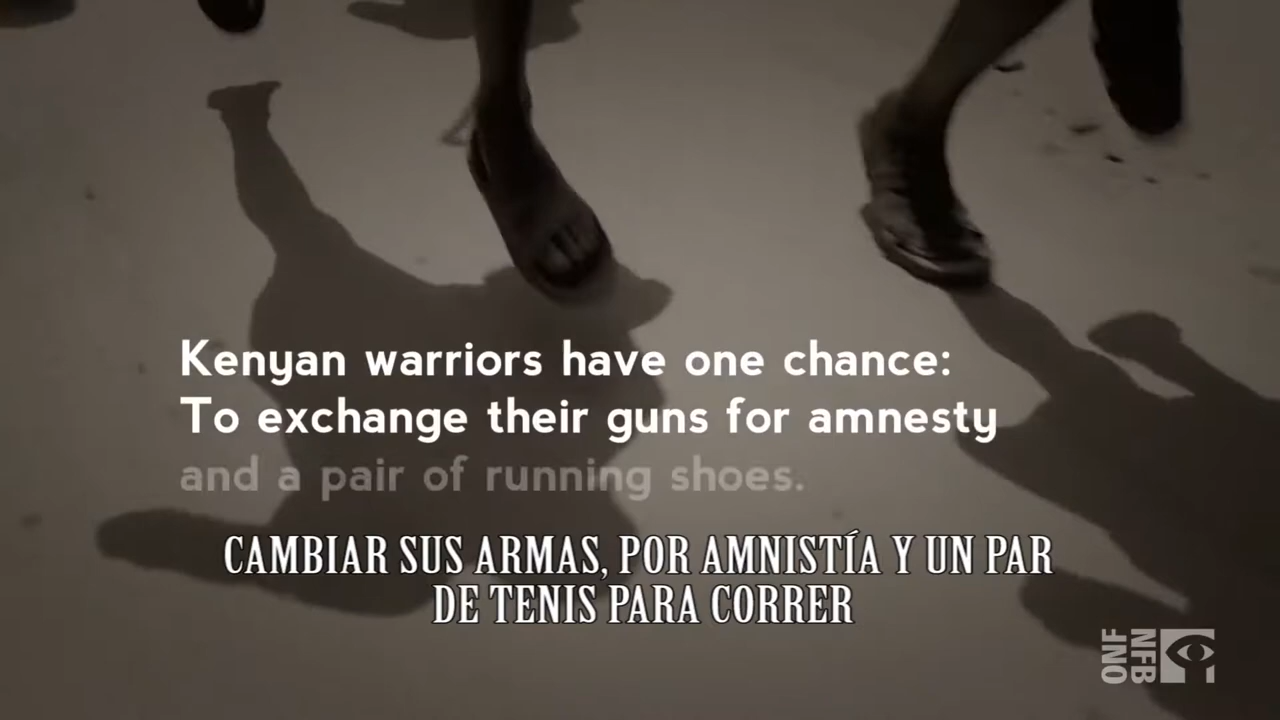 Kenyan warriors have one chance:
To exchange their guns for amnesty
and a pair of running shoes.
CAMBIAR SUS ARMAS, POR AMNISTÍA Y UN PAR
DE TENIS PARA CORRER
ONF
NFB